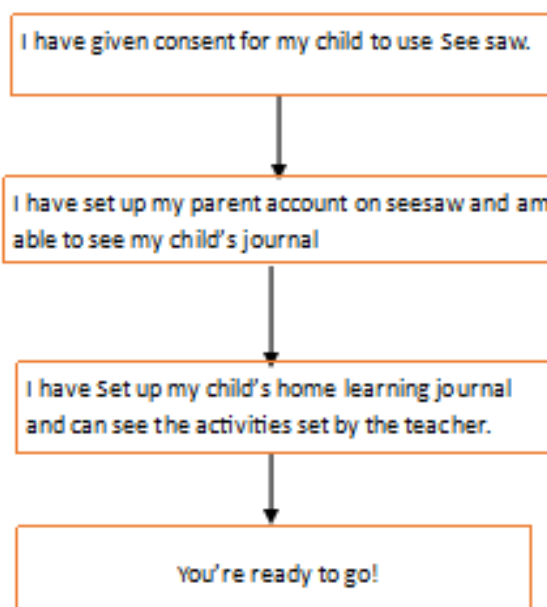 I have given consent for my child to use See saw.
I have set up my parent account on seesaw and am
able to see my child's journal
I have Set up my child's home learning journal
and can see the activities set by the teacher.
You're ready to go!